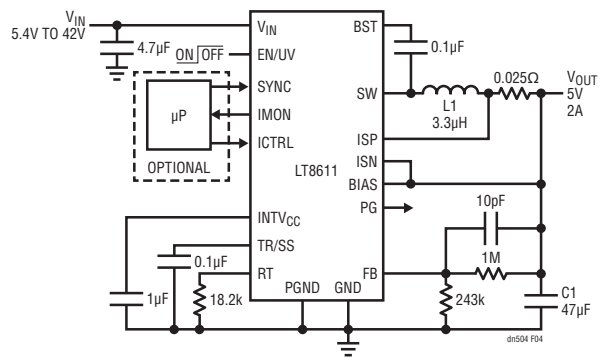 VIN
5.4V TO 42V
4.7µF
ON OFF
VIN
EN/UV
SYNC
IMON
ICTRL
µP
OPTIONAL
INTVCC
TR/SS
RT
0.1µF
1µF
18.2k
PGND
GND
LT8611
BST
SW
ISP
ISN
BIAS
PG
FB
0.1µF
L1
3.3µH
0.025Ω
VOUT
5V
2A
10pF
1M
243k
C1
47µF
dn504 F04